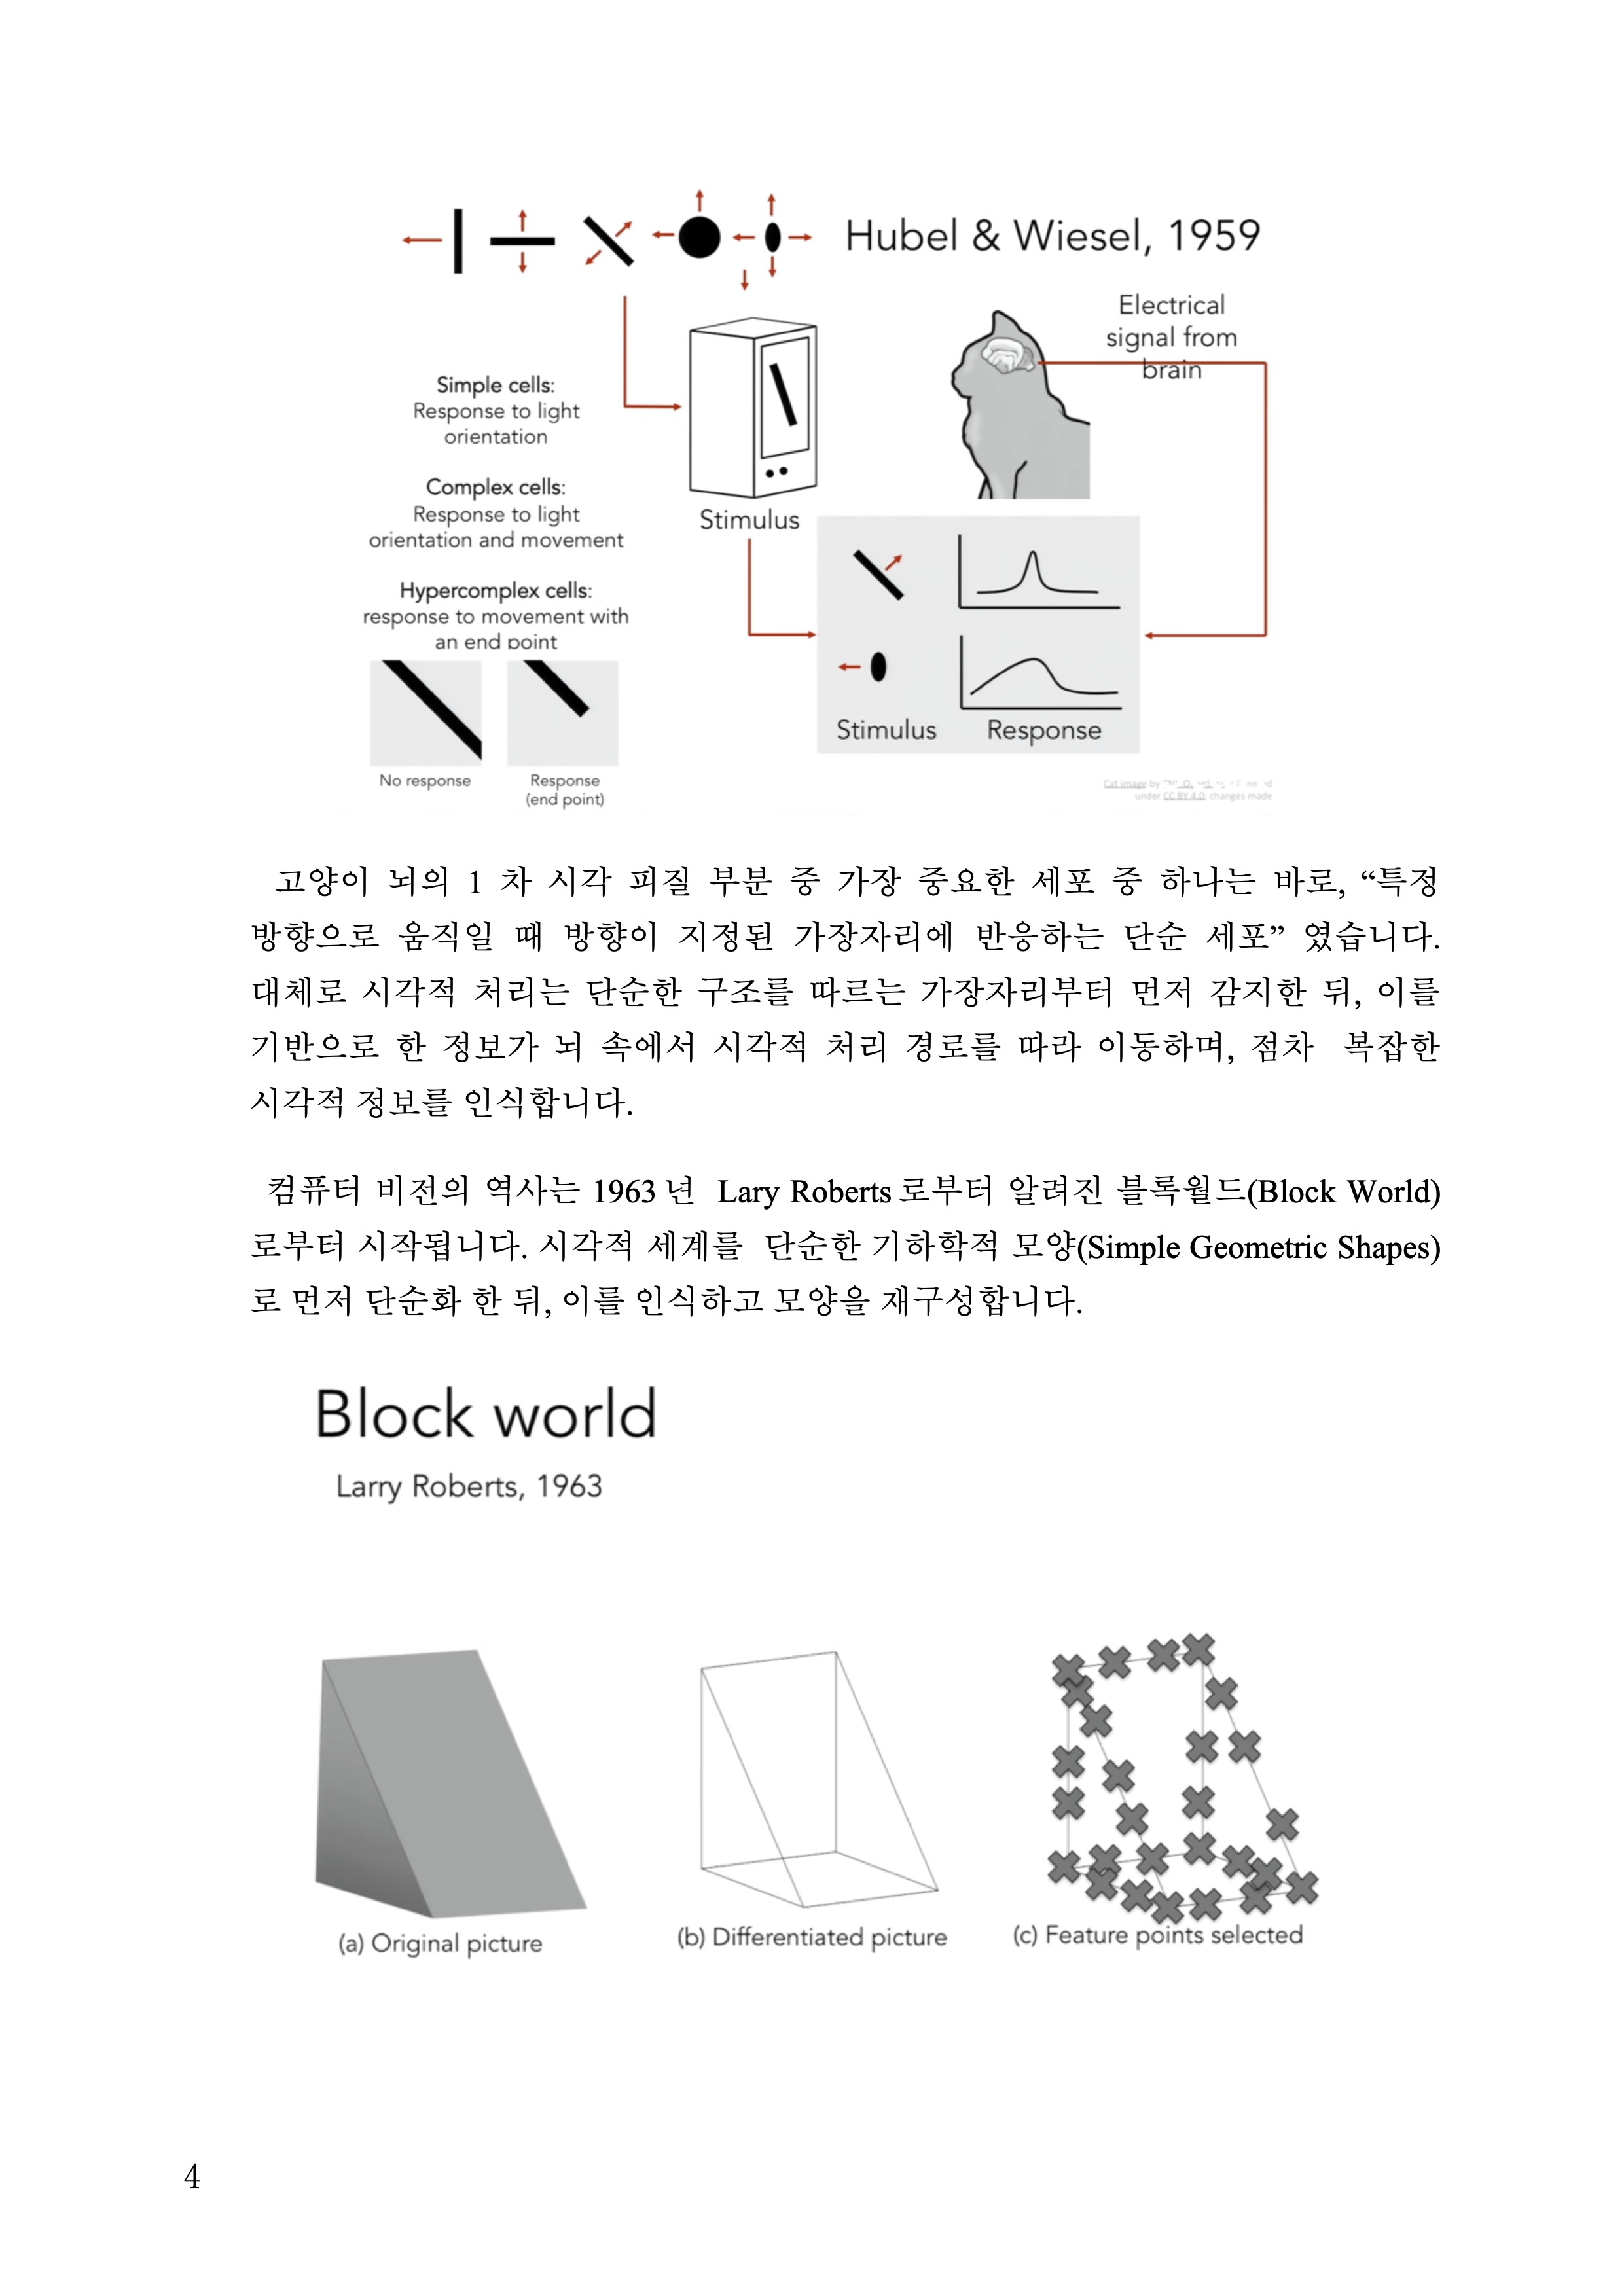 Hubel & Wiesel, 1959
Electrical
signal from
brain
Simple cells:
Response to light
orientation
Complex cells:
Response to light
orientation and movement
Hypercomplex cells:
response to movement with
an end point
No response
Response
(end point)
Stimulus
Stimulus
Response
Cat image by
under CC BY 4.0; changes made
고양이 뇌의 1 차 시각 피질 부분 중 가장 중요한 세포 중 하나는 바로, “특정
방향으로 움직일 때 방향이 지정된 가장자리에 반응하는 단순 세포” 였습니다.
대체로 시각적 처리는 단순한 구조를 따르는 가장자리부터 먼저 감지한 뒤, 이를
기반으로 한 정보가 뇌 속에서 시각적 처리 경로를 따라 이동하며, 점차 복잡한
시각적 정보를 인식합니다.
컴퓨터 비전의 역사는 1963 년 Lary Roberts 로부터 알려진 블록월드(Block World)
로부터 시작됩니다. 시각적 세계를 단순한 기하학적 모양(Simple Geometric Shapes)
로 먼저 단순화 한 뒤, 이를 인식하고 모양을 재구성합니다.
Block world
Larry Roberts, 1963
(a) Original picture
(b) Differentiated picture
(c) Feature points selected
4